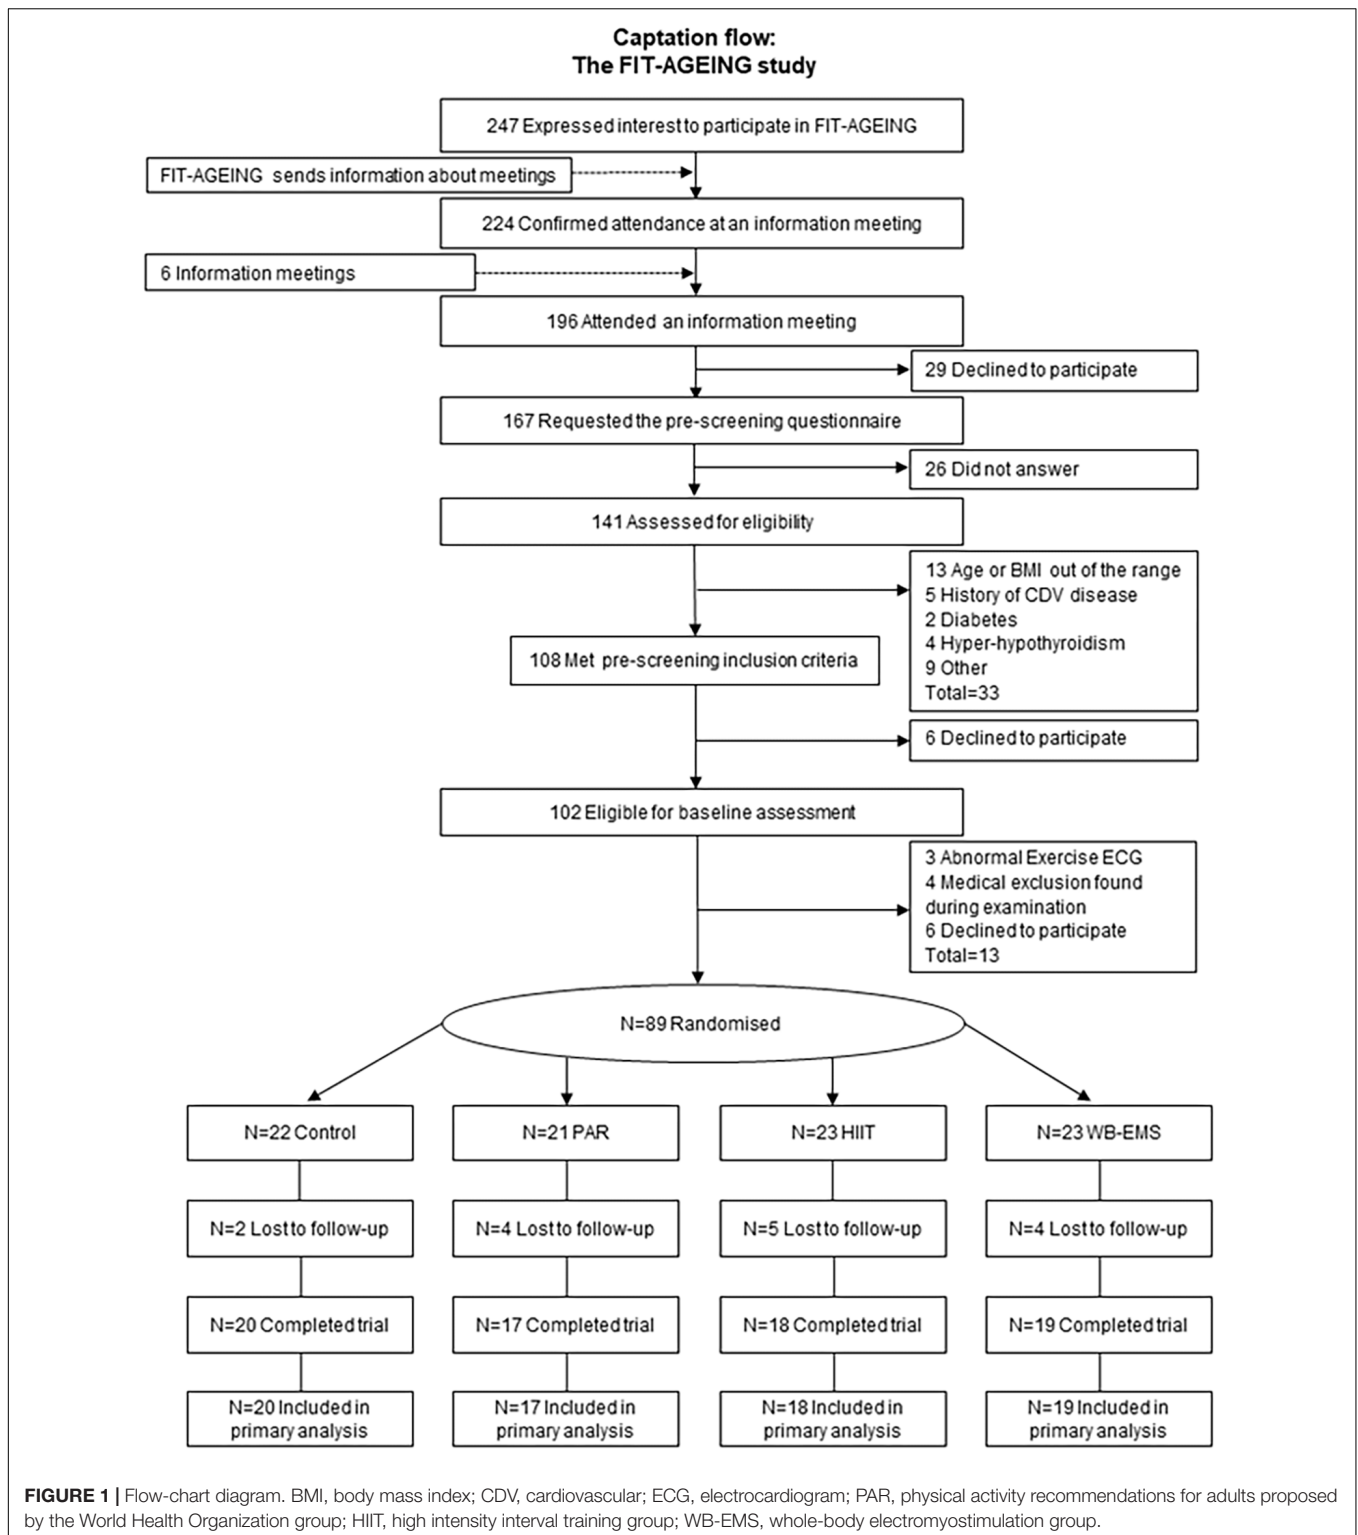 Captation flow:
The FIT-AGEING study
247 Expressed interest to participate in FIT-AGEING
FIT-AGEING sends information about meetings
224 Confirmed attendance at an information meeting
6 Information meetings
196 Attended an information meeting
29 Declined to participate
167 Requested the pre-screening questionnaire
26 Did not answer
141 Assessed for eligibility
13 Age or BMI out of the range
5 History of CDV disease
2 Diabetes
4 Hyper-hypothyroidism
9 Other
Total=33
108 Met pre-screening inclusion criteria
6 Declined to participate
102 Eligible for baseline assessment
3 Abnormal Exercise ECG
4 Medical exclusion found
during examination
6 Declined to participate
Total=13
N=89 Randomised
N=22 Control
N=21 PAR
N=23 HIIT
N=23 WB-EMS
N=2 Lost to follow-up
N=4 Lost to follow-up
N=5 Lost to follow-up
N=4 Lost to follow-up
N=20 Completed trial
N=17 Completed trial
N=18 Completed trial
N=19 Completed trial
N=20 Included in
primary analysis
N=17 Included in
primary analysis
N=18 Included in
primary analysis
N=19 Included in
primary analysis
FIGURE 1 | Flow-chart diagram. BMI, body mass index; CDV, cardiovascular; ECG, electrocardiogram; PAR, physical activity recommendations for adults proposed
by the World Health Organization group; HIIT, high intensity interval training group; WB-EMS, whole-body electromyostimulation group.